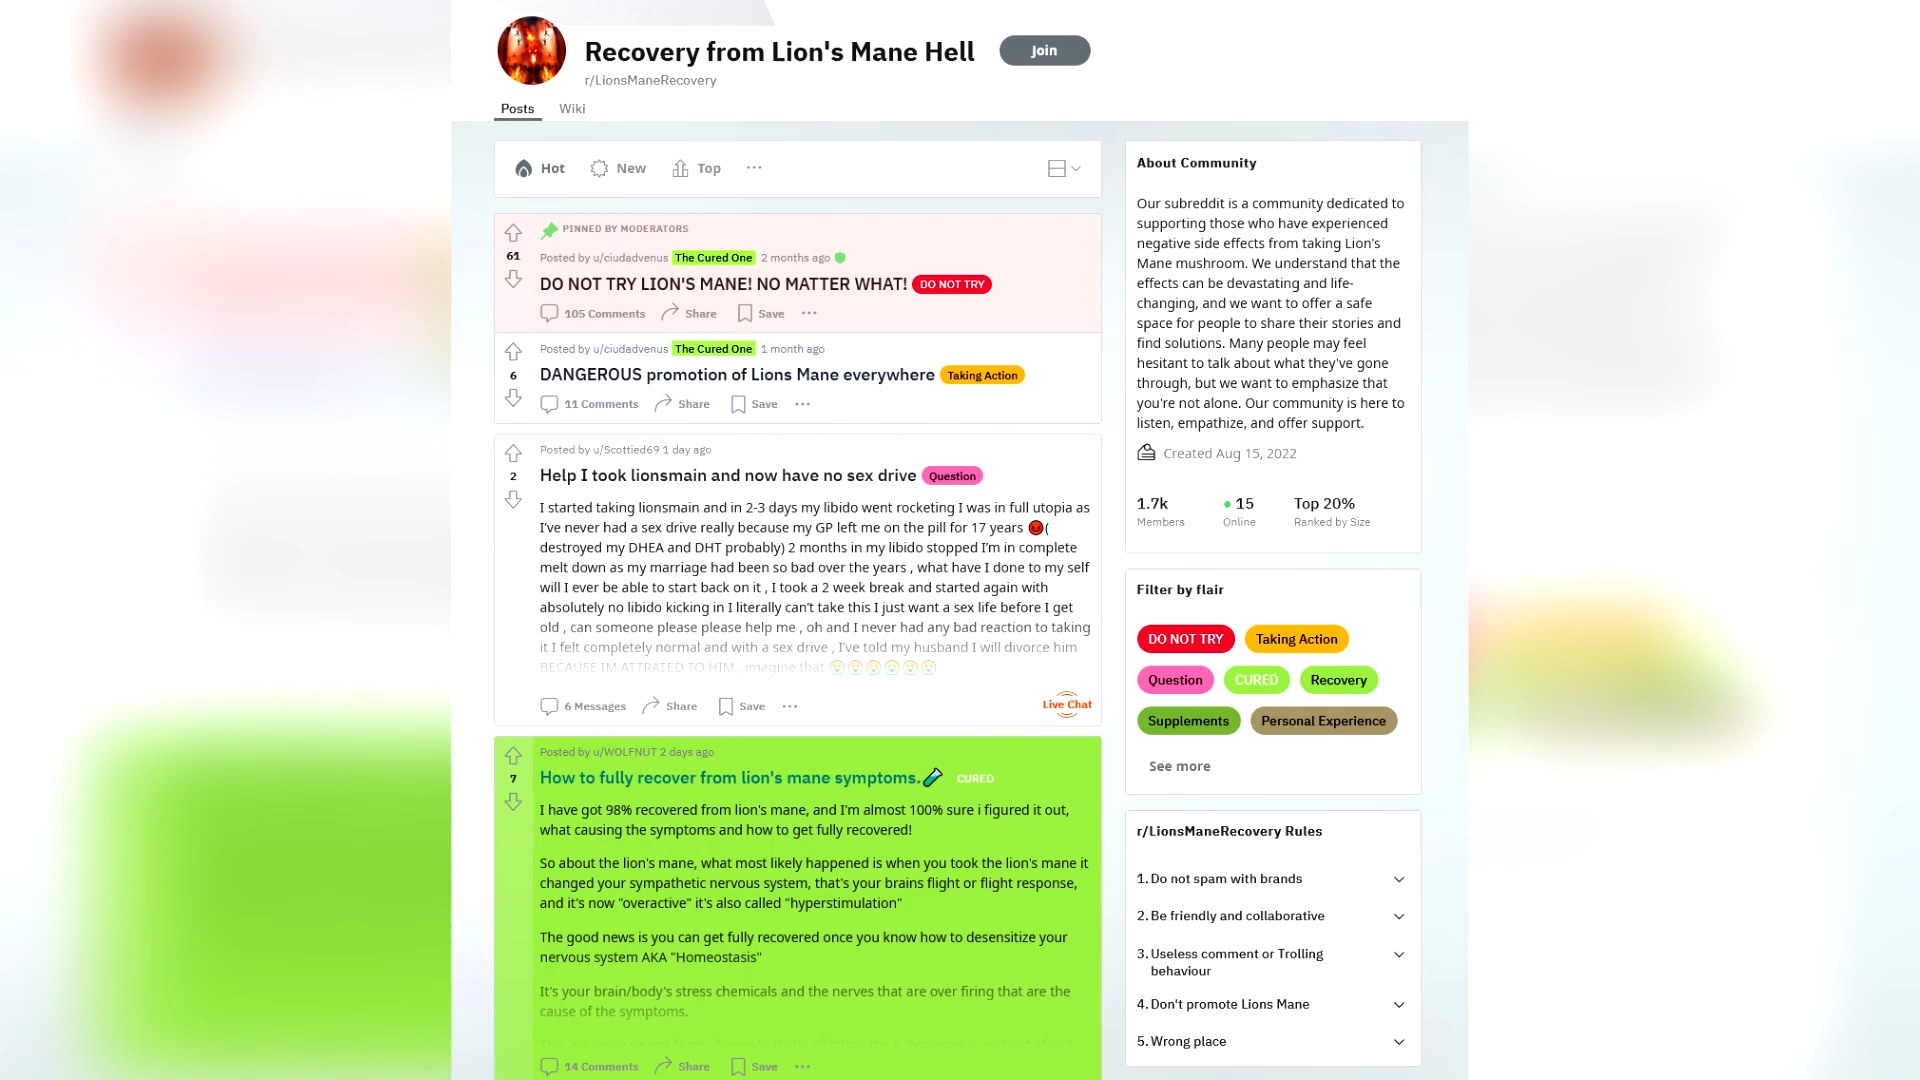 Recovery from Lion's Mane Hell
Join
r/LionsManeRecovery
Posts
Wiki
Hot
New
Top
PINNED BY MODERATORS
61
Posted by u/ciudadvenus The Cured One 2 months ago
DO NOT TRY LION'S MANE! NO MATTER WHAT! DO NOT TRY
105 Comments Share Save
Posted by u/ciudadvenus The Cured One 1 month ago
6
DANGEROUS promotion of Lions Mane everywhere Taking Action
11 Comments Share Save
Posted by u/Scottied69 1 day ago
2
Help I took lionsmain and now have no sex drive Question
I started taking lionsmain and in 2-3 days my libido went rocketing I was in full utopia as
I've never had a sex drive really because my GP left me on the pill for 17 years 😡(
destroyed my DHEA and DHT probably) 2 months in my libido stopped I'm in complete
melt down as my marriage had been so bad over the years , what have I done to my self
will I ever be able to start back on it , I took a 2 week break and started again with
absolutely no libido kicking in I literally can't take this I just want a sex life before I get
old , can someone please please help me , oh and I never had any bad reaction to taking
it I felt completely normal and with a sex drive , I've told my husband I will divorce him
BECAUSE IM ATTRATED TO HIM , imagine that 😭😭😭😭😭😭
6 Messages Share Save
Live Chat
Posted by u/WOLFNUT 2 days ago
7
How to fully recover from lion's mane symptoms.🧪 CURED
I have got 98% recovered from lion's mane, and I'm almost 100% sure i figured it out,
what causing the symptoms and how to get fully recovered!
So about the lion's mane, what most likely happened is when you took the lion's mane it
changed your sympathetic nervous system, that's your brains flight or flight response,
and it's now "overactive" it's also called "hyperstimulation"
The good news is you can get fully recovered once you know how to desensitize your
nervous system AKA "Homeostasis"
It's your brain/body's stress chemicals and the nerves that are over firing that are the
cause of the symptoms.
14 Comments Share Save
About Community
Our subreddit is a community dedicated to
supporting those who have experienced
negative side effects from taking Lion's
Mane mushroom. We understand that the
effects can be devastating and life-
changing, and we want to offer a safe
space for people to share their stories and
find solutions. Many people may feel
hesitant to talk about what they've gone
through, but we want to emphasize that
you're not alone. Our community is here to
listen, empathize, and offer support.
Created Aug 15, 2022
1.7k 15 Top 20%
Members Online Ranked by Size
Filter by flair
DO NOT TRY Taking Action
Question CURED Recovery
Supplements Personal Experience
See more
r/LionsManeRecovery Rules
1. Do not spam with brands
2. Be friendly and collaborative
3. Useless comment or Trolling
behaviour
4. Don't promote Lions Mane
5. Wrong place